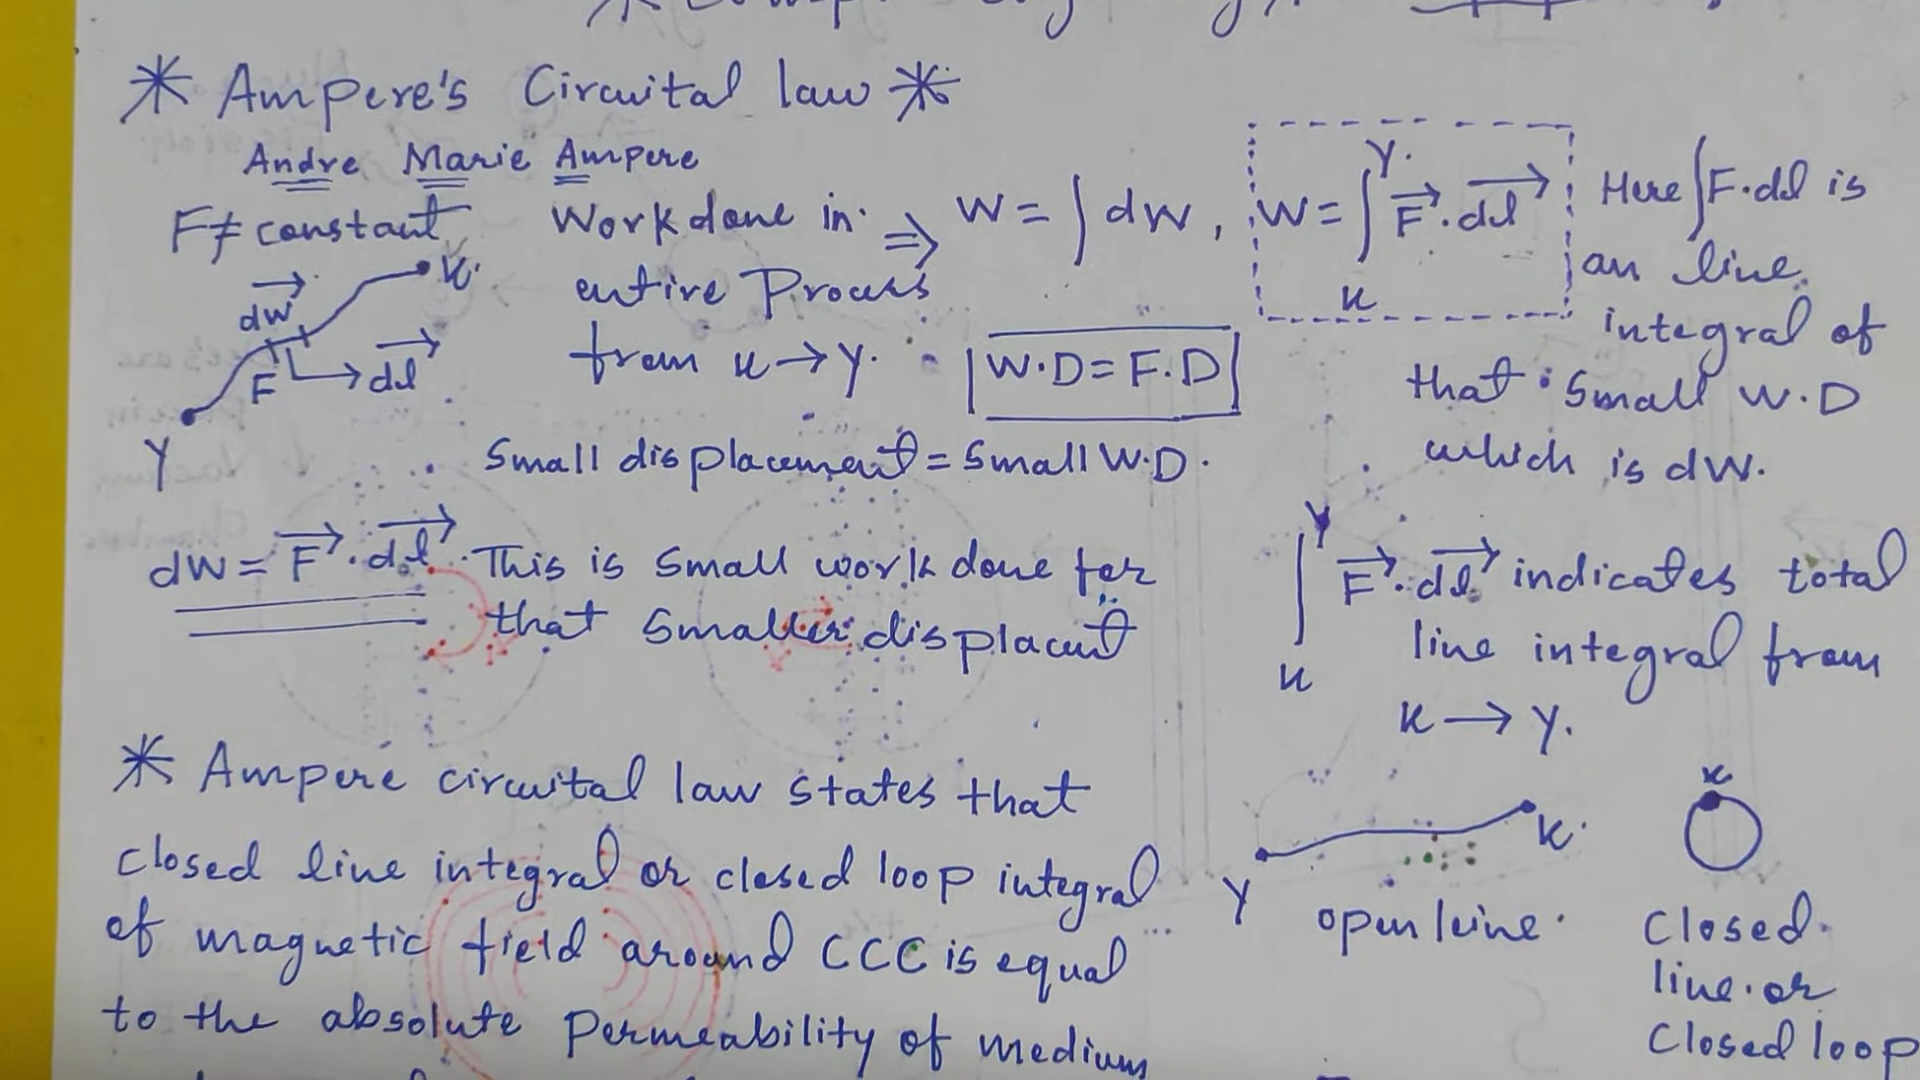 * Ampere's Circuital law *
Andre Marie Ampere
F ≠ constant
x.
dW
F
dl
Y
Work done in
entire Process
from x → y.
⇒ W = ∫ dW, W = ∫ F . dl
Y.
x
W.D = F.D
Here ∫F.dl is
an line
integral of
that small W.D
which is dW.
Small displacement = Small W.D.
dW = F . dl . This is small work done for
that smaller displacent
Y
∫ F . dl indicates total
x
line integral from
x → Y.
* Ampere circuital law states that
closed line integral or closed loop integral
of magnetic field around CCC is equal
to the absolute Permeability of medium
x.
Y
open line.
x
Closed
line or
Closed loop